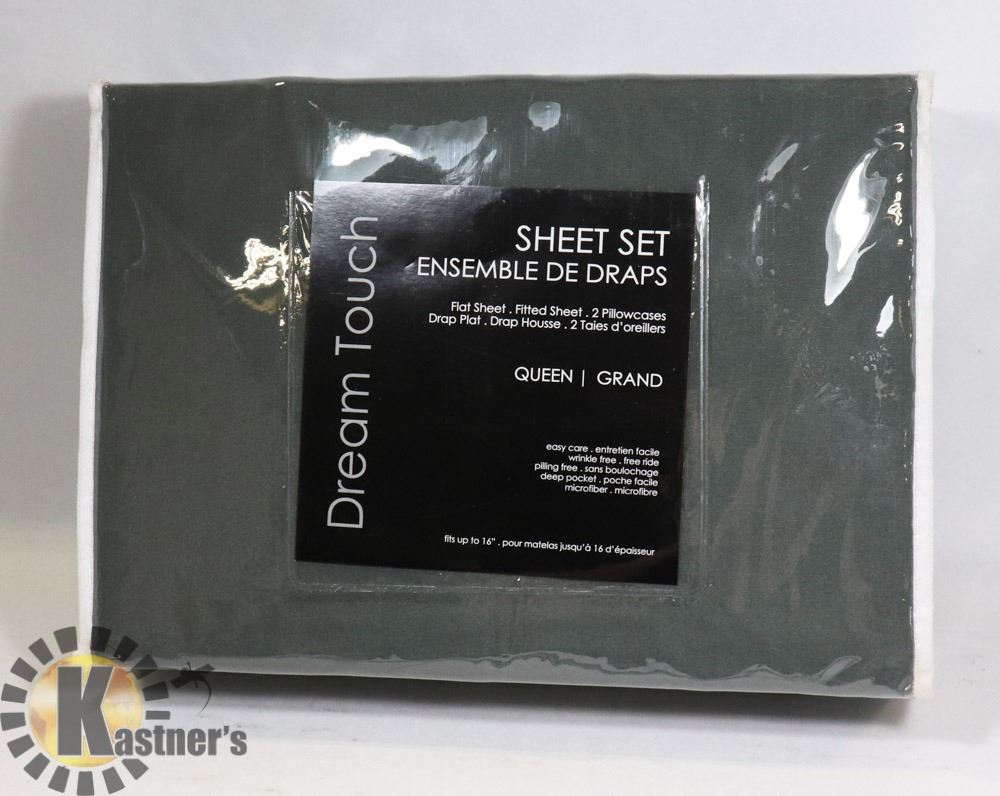 Dream Touch
SHEET SET
ENSEMBLE DE DRAPS
Flat Sheet . Fitted Sheet . 2 Pillowcases
Drap Plat . Drap Housse . 2 Taies d'oreillers
QUEEN | GRAND
easy care . entretien facile
wrinkle free . free ride
pilling free . sans boulochage
deep pocket . poche facile
microfiber . microfibre
fits up to 16" . pour matelas jusqu'à 16 d'épaisseur
Kastner's